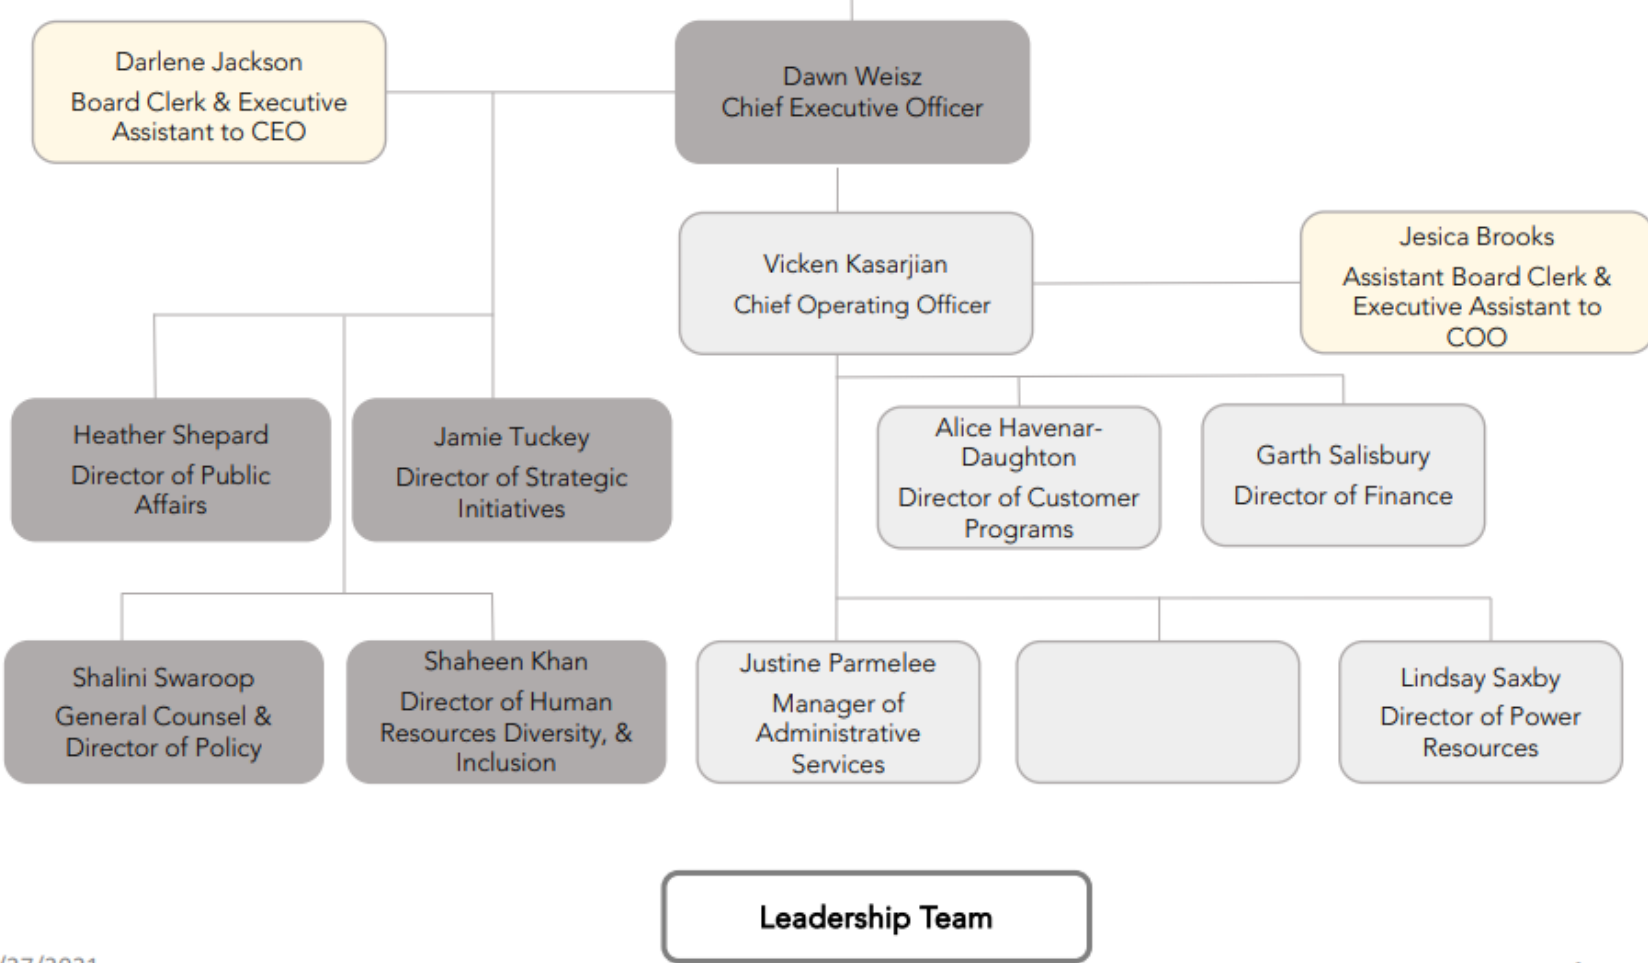 Darlene Jackson
Board Clerk & Executive
Assistant to CEO
Dawn Weisz
Chief Executive Officer
Vicken Kasarjian
Chief Operating Officer
Jesica Brooks
Assistant Board Clerk &
Executive Assistant to
COO
Heather Shepard
Director of Public
Affairs
Jamie Tuckey
Director of Strategic
Initiatives
Alice Havenar-
Daughton
Director of Customer
Programs
Garth Salisbury
Director of Finance
Shalini Swaroop
General Counsel &
Director of Policy
Shaheen Khan
Director of Human
Resources Diversity, &
Inclusion
Justine Parmelee
Manager of
Administrative
Services
Lindsay Saxby
Director of Power
Resources
Leadership Team